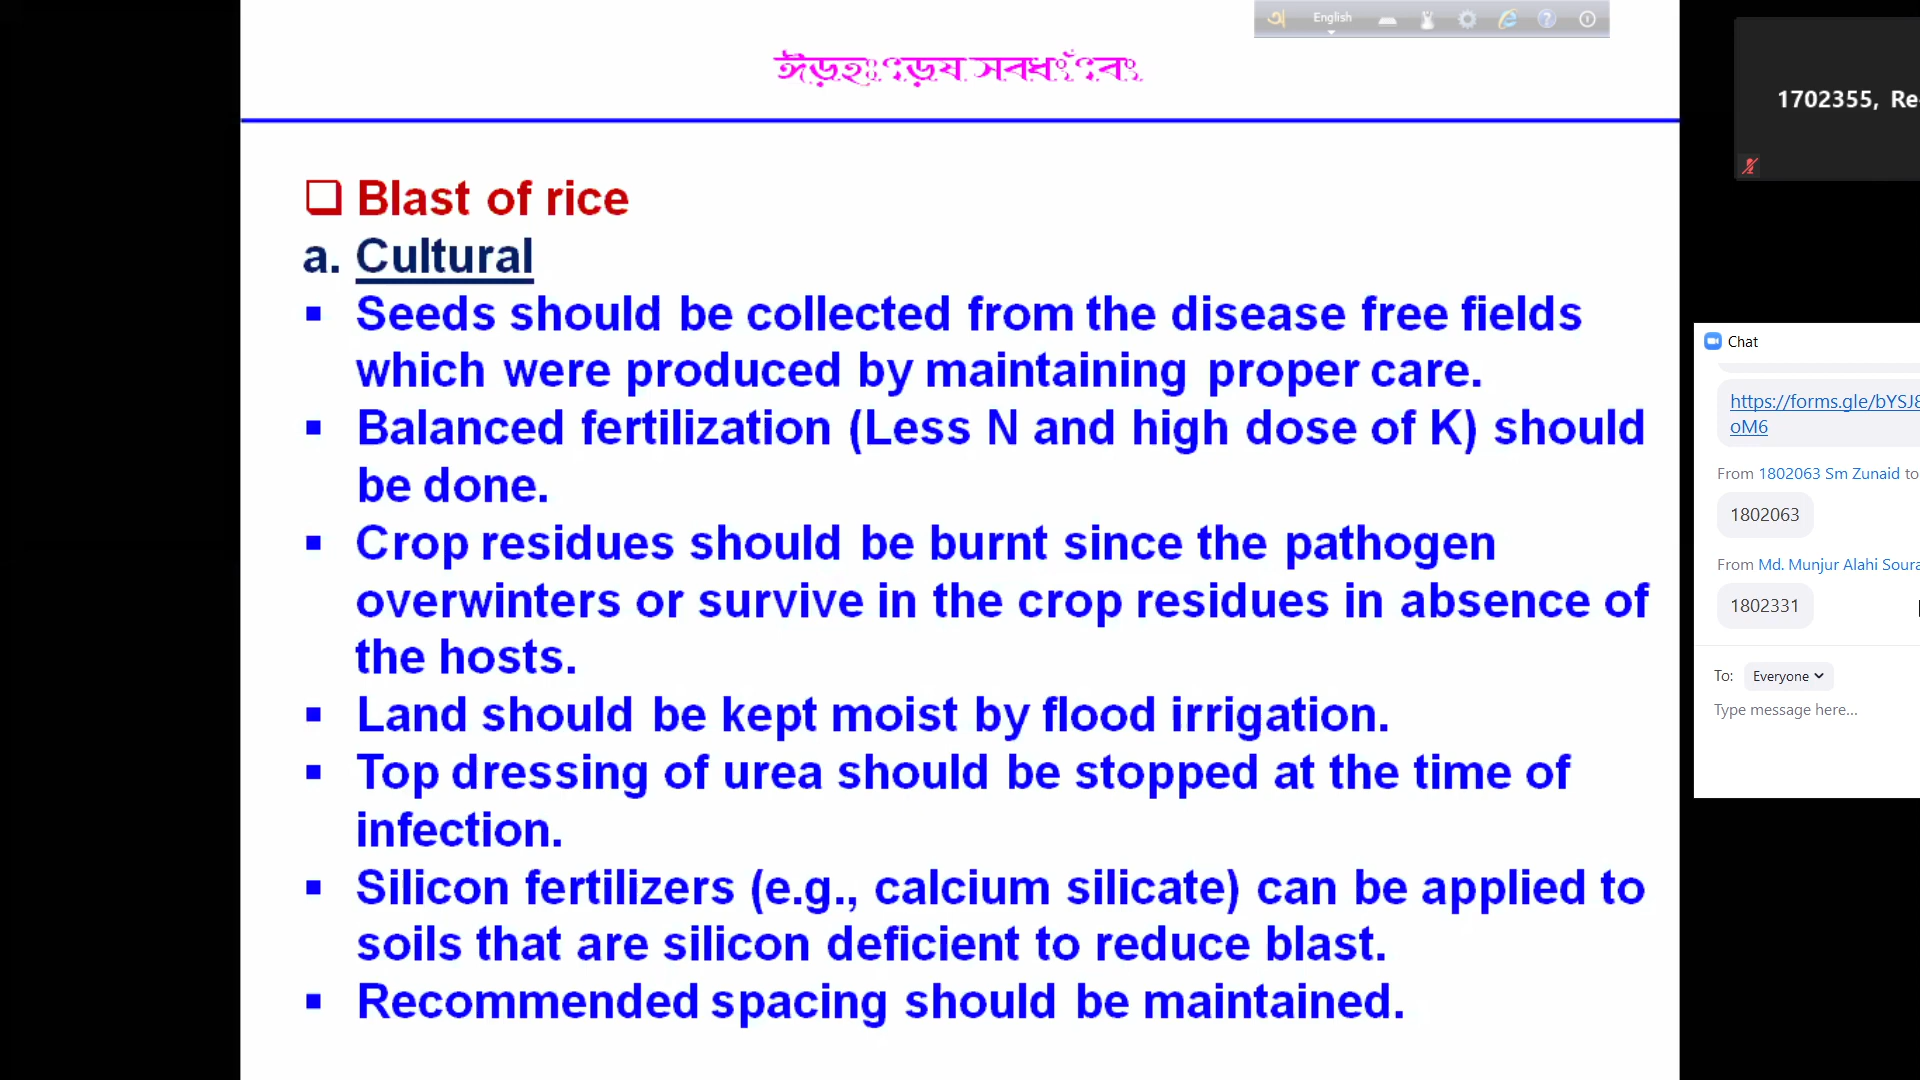 English
ঈড়হঃৎড়ষ সবধংঁৎবং
❑ Blast of rice
a. Cultural
▪ Seeds should be collected from the disease free fields
which were produced by maintaining proper care.
▪ Balanced fertilization (Less N and high dose of K) should
be done.
▪ Crop residues should be burnt since the pathogen
overwinters or survive in the crop residues in absence of
the hosts.
▪ Land should be kept moist by flood irrigation.
▪ Top dressing of urea should be stopped at the time of
infection.
▪ Silicon fertilizers (e.g., calcium silicate) can be applied to
soils that are silicon deficient to reduce blast.
▪ Recommended spacing should be maintained.
1702355, Re
Chat
https://forms.gle/bYSJ8
oM6
From 1802063 Sm Zunaid to
1802063
From Md. Munjur Alahi Soura
1802331
To: Everyone
Type message here...